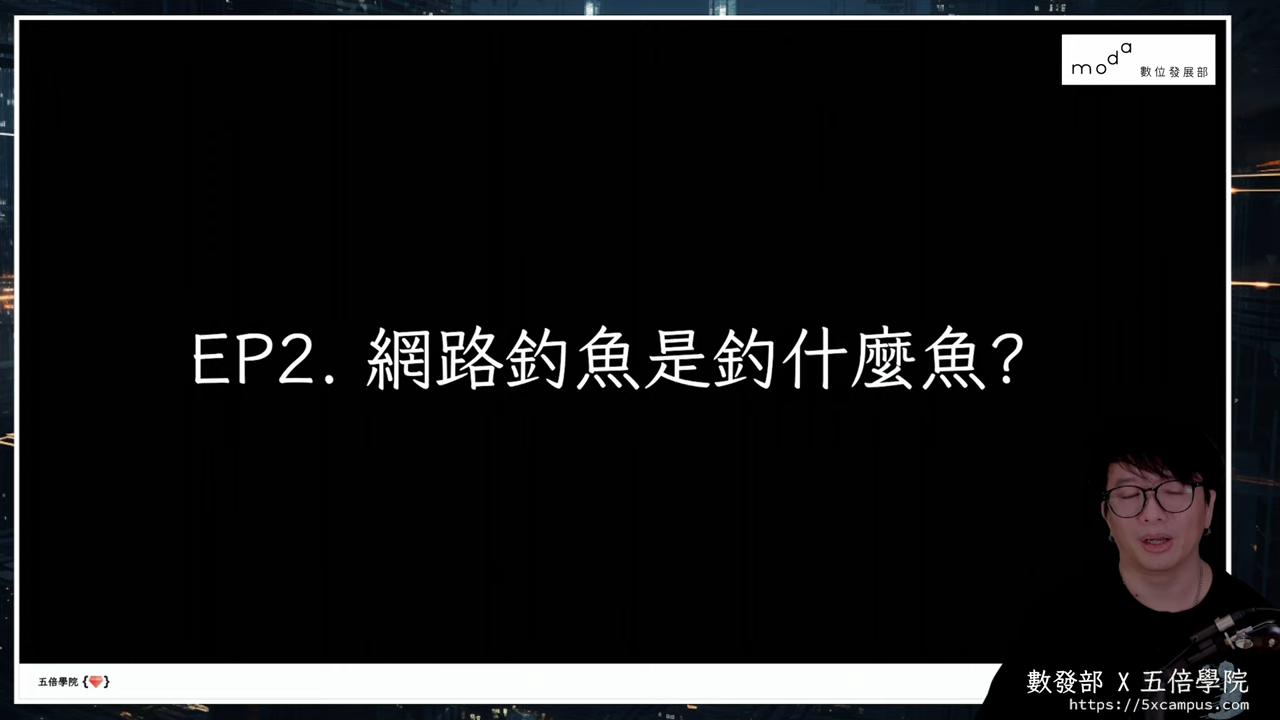 moda 數位發展部
EP2. 網路釣魚是釣什麼魚?
五倍學院 {❤}
數發部 X 五倍學院
https://5xcampus.com